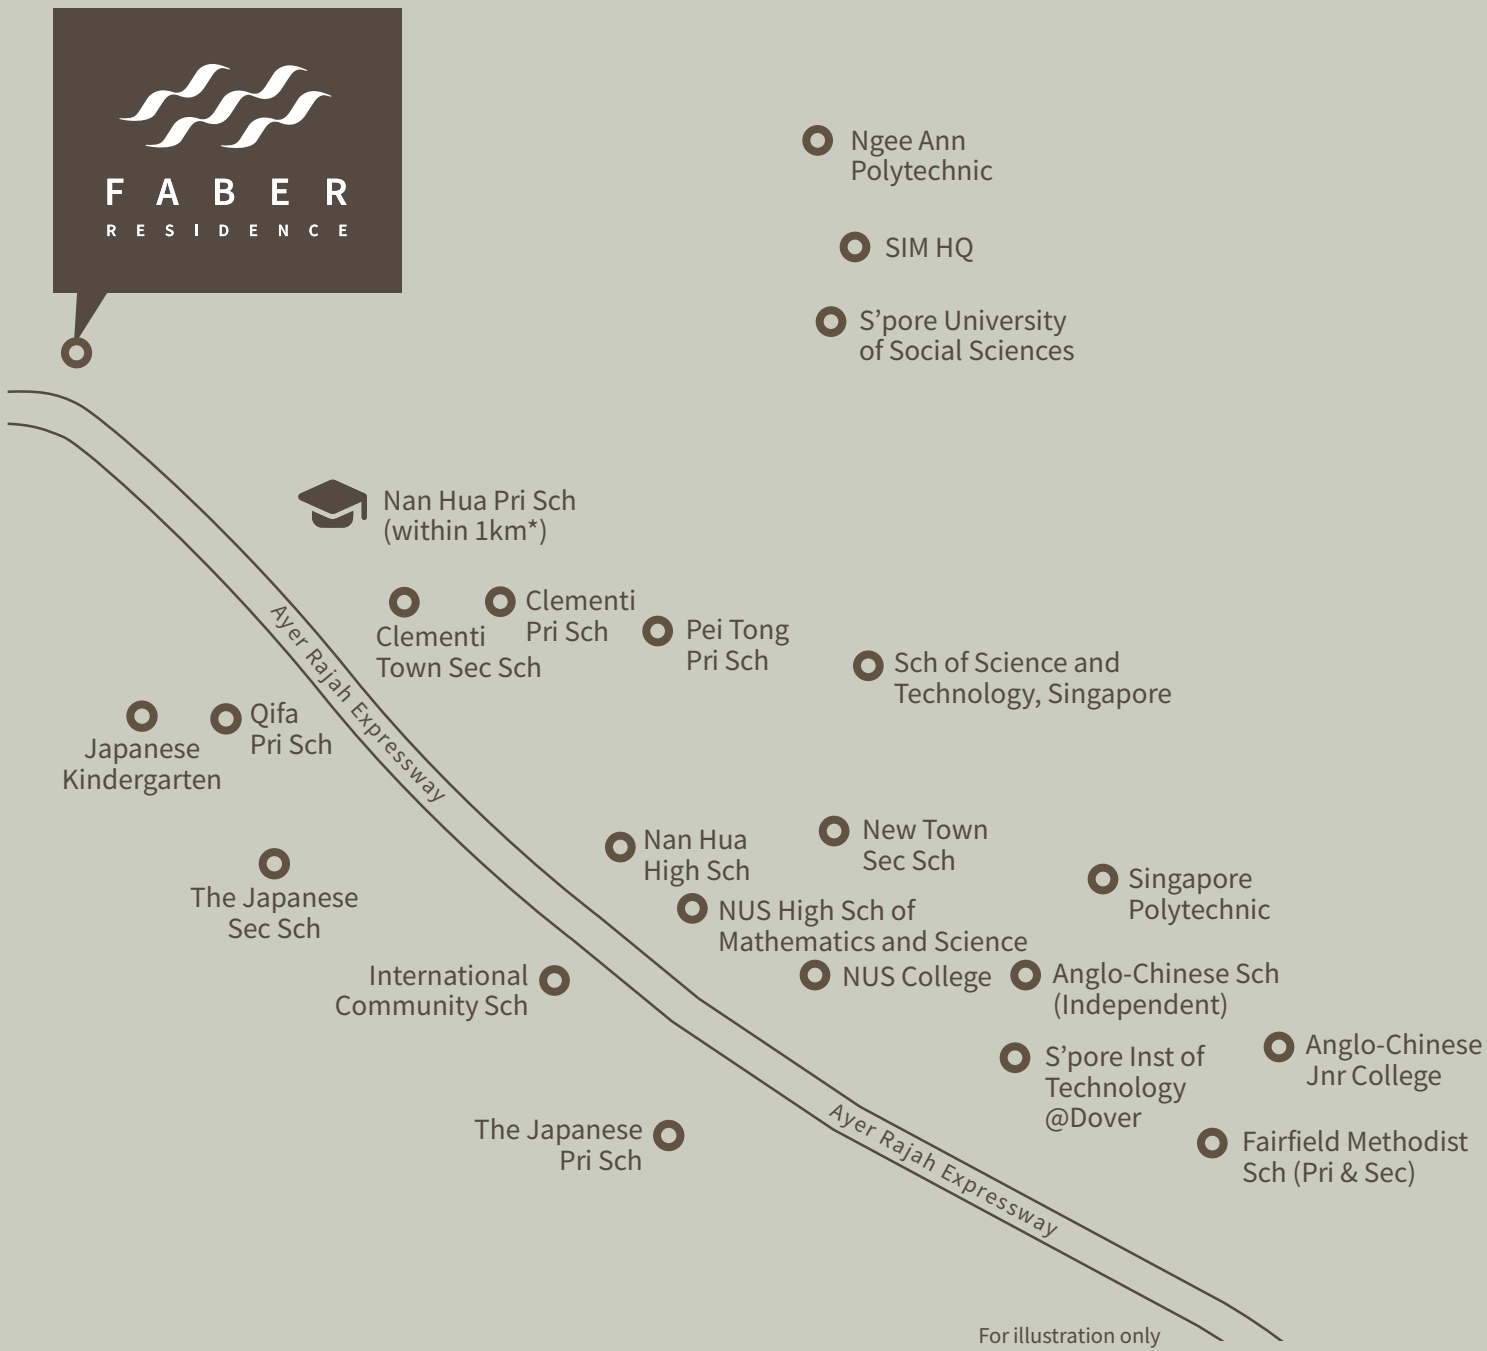 FABER
RESIDENCE
Ngee Ann
Polytechnic
SIM HQ
S’pore University
of Social Sciences
Nan Hua Pri Sch
(within 1km*)
Clementi
Town Sec Sch
Clementi
Pri Sch
Pei Tong
Pri Sch
Sch of Science and
Technology, Singapore
Ayer Rajah Expressway
Japanese
Kindergarten
Qifa
Pri Sch
The Japanese
Sec Sch
Nan Hua
High Sch
New Town
Sec Sch
Singapore
Polytechnic
NUS High Sch of
Mathematics and Science
International
Community Sch
NUS College
Anglo-Chinese Sch
(Independent)
S’pore Inst of
Technology
@Dover
Anglo-Chinese
Jnr College
The Japanese
Pri Sch
Ayer Rajah Expressway
Fairfield Methodist
Sch (Pri & Sec)
For illustration only